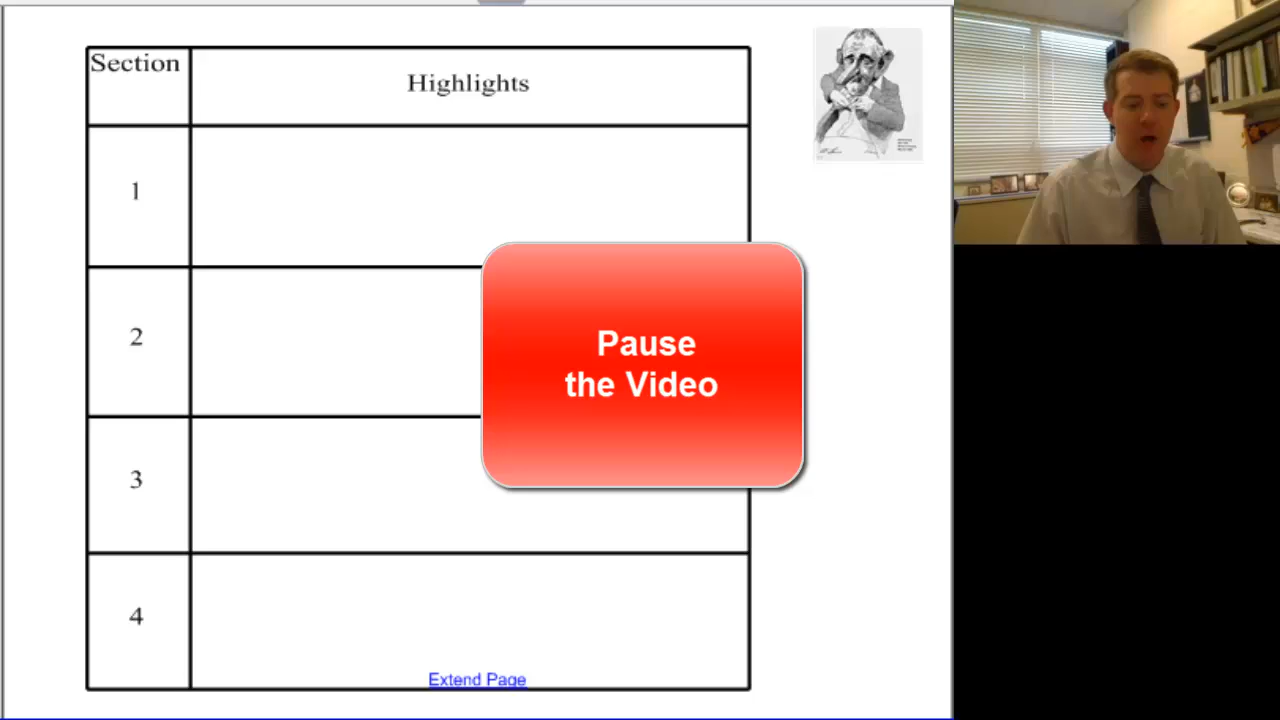 Section
Highlights
1
2
Pause
the Video
3
4
Extend Page